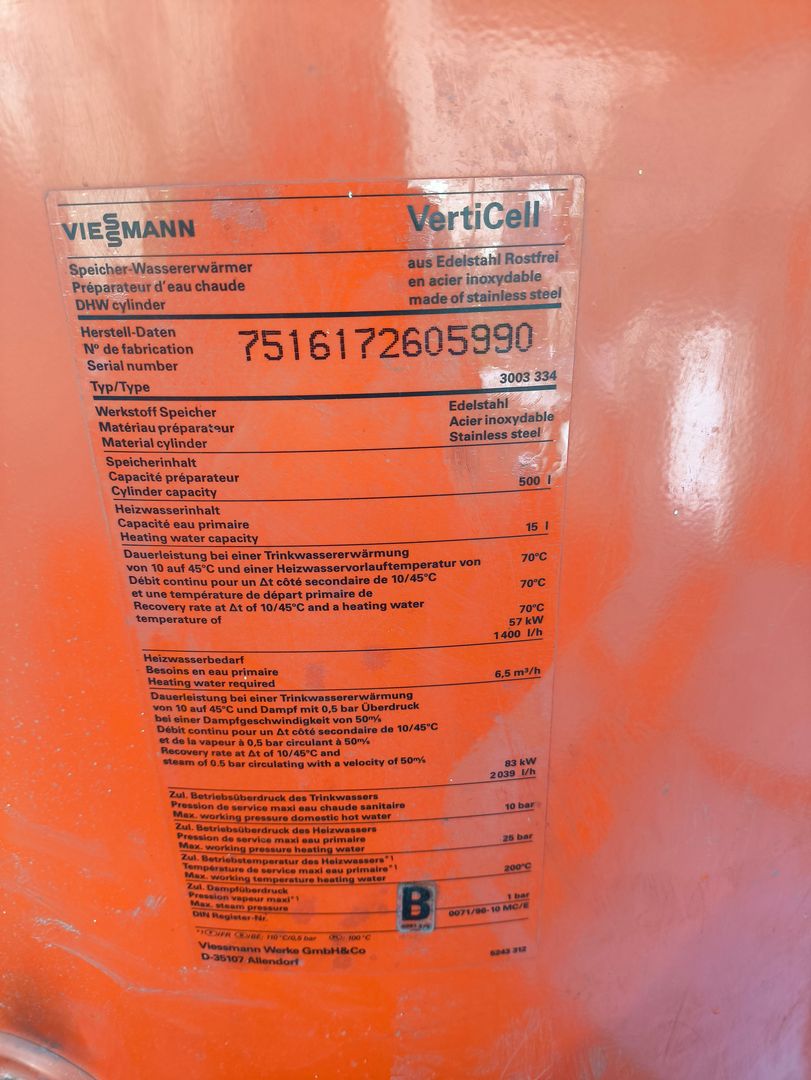 VIESSMANN
VertiCell
Speicher-Wassererwärmer
Préparateur d'eau chaude
DHW cylinder
aus Edelstahl Rostfrei
en acier inoxydable
made of stainless steel
Herstell-Daten
N° de fabrication
Serial number
7516172605990
Typ/Type
3003 334
Werkstoff Speicher
Matériau préparateur
Material cylinder
Edelstahl
Acier inoxydable
Stainless steel
Speicherinhalt
Capacité préparateur
Cylinder capacity
500 l
Heizwasserinhalt
Capacité eau primaire
Heating water capacity
15 l
Dauerleistung bei einer Trinkwassererwärmung
von 10 auf 45°C und einer Heizwasservorlauftemperatur von 70°C
Débit continu pour un Δt côté secondaire de 10/45°C
et une température de départ primaire de 70°C
Recovery rate at Δt of 10/45°C and a heating water
temperature of 70°C
57 kW
1400 l/h
Heizwasserbedarf
Besoins en eau primaire
Heating water required
6,5 m³/h
Dauerleistung bei einer Trinkwassererwärmung
von 10 auf 45°C und Dampf mit 0,5 bar Überdruck
bei einer Dampfgeschwindigkeit von 50m/s
Débit continu pour un Δt côté secondaire de 10/45°C
et de la vapeur à 0,5 bar circulant à 50m/s
Recovery rate at Δt of 10/45°C and
steam of 0.5 bar circulating with a velocity of 50m/s
83 kW
2039 l/h
Zul. Betriebsüberdruck des Trinkwassers
Pression de service maxi eau chaude sanitaire
Max. working pressure domestic hot water
10 bar
Zul. Betriebsüberdruck des Heizwassers
Pression de service maxi eau primaire
Max. working pressure heating water
25 bar
Zul. Betriebstemperatur des Heizwassers*¹
Température de service maxi eau primaire*¹
Max. working temperature heating water
200°C
Zul. Dampfüberdruck
Pression vapeur maxi*¹
Max. steam pressure
1 bar
DIN Register-Nr.
B
0071/96-10 MC/E
110°C/0,5 bar
100°C
Viessmann Werke GmbH&Co
D-35107 Allendorf
5243 312